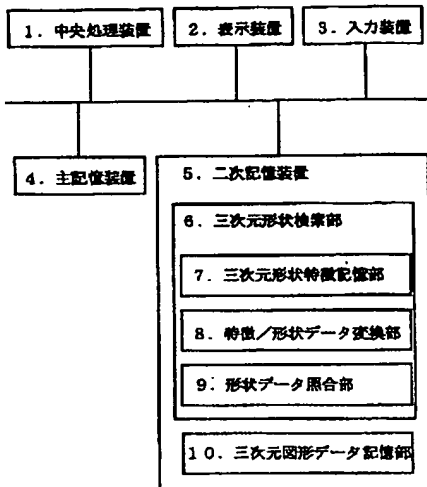 1. 中央処理装置
2. 表示装置
3. 入力装置
4. 主記憶装置
5. 二次記憶装置
6. 三次元形状検索部
7. 三次元形状特徴記憶部
8. 特徴／形状データ変換部
9. 形状データ照合部
10. 三次元図形データ記憶部